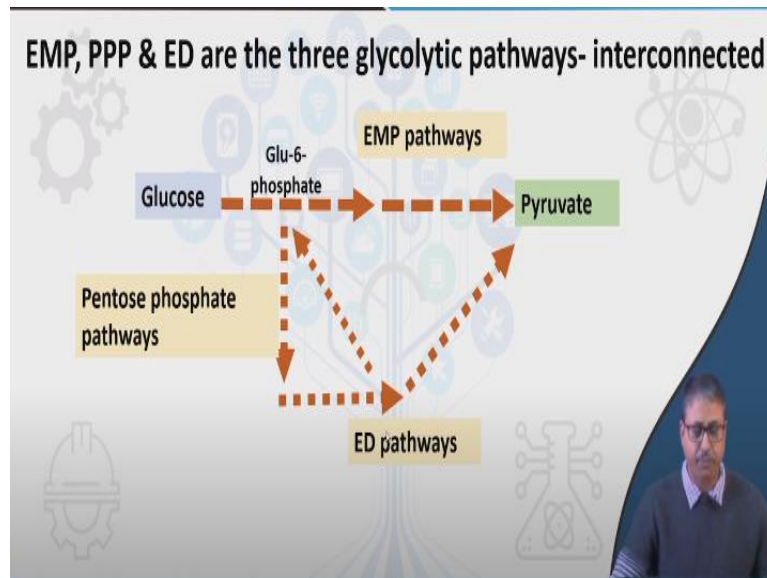 EMP, PPP & ED are the three glycolytic pathways- interconnected
EMP pathways
Glu-6-
phosphate
Glucose
Pyruvate
Pentose phosphate
pathways
ED pathways